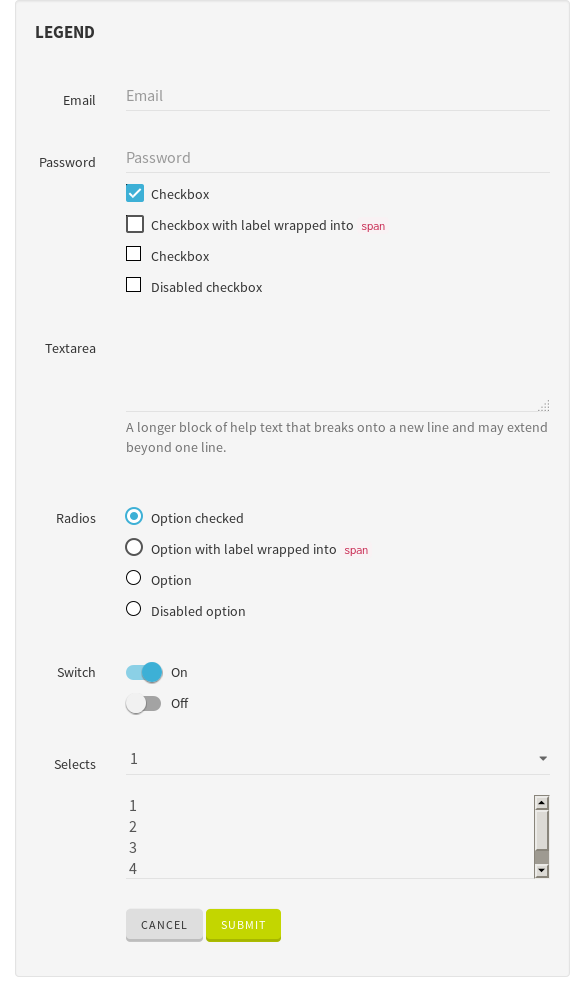 LEGEND
Email Email
Password Password
Checkbox
Checkbox with label wrapped into span
Checkbox
Disabled checkbox
Textarea
A longer block of help text that breaks onto a new line and may extend
beyond one line.
Radios Option checked
Option with label wrapped into span
Option
Disabled option
Switch On
Off
Selects 1
1
2
3
4
CANCEL SUBMIT